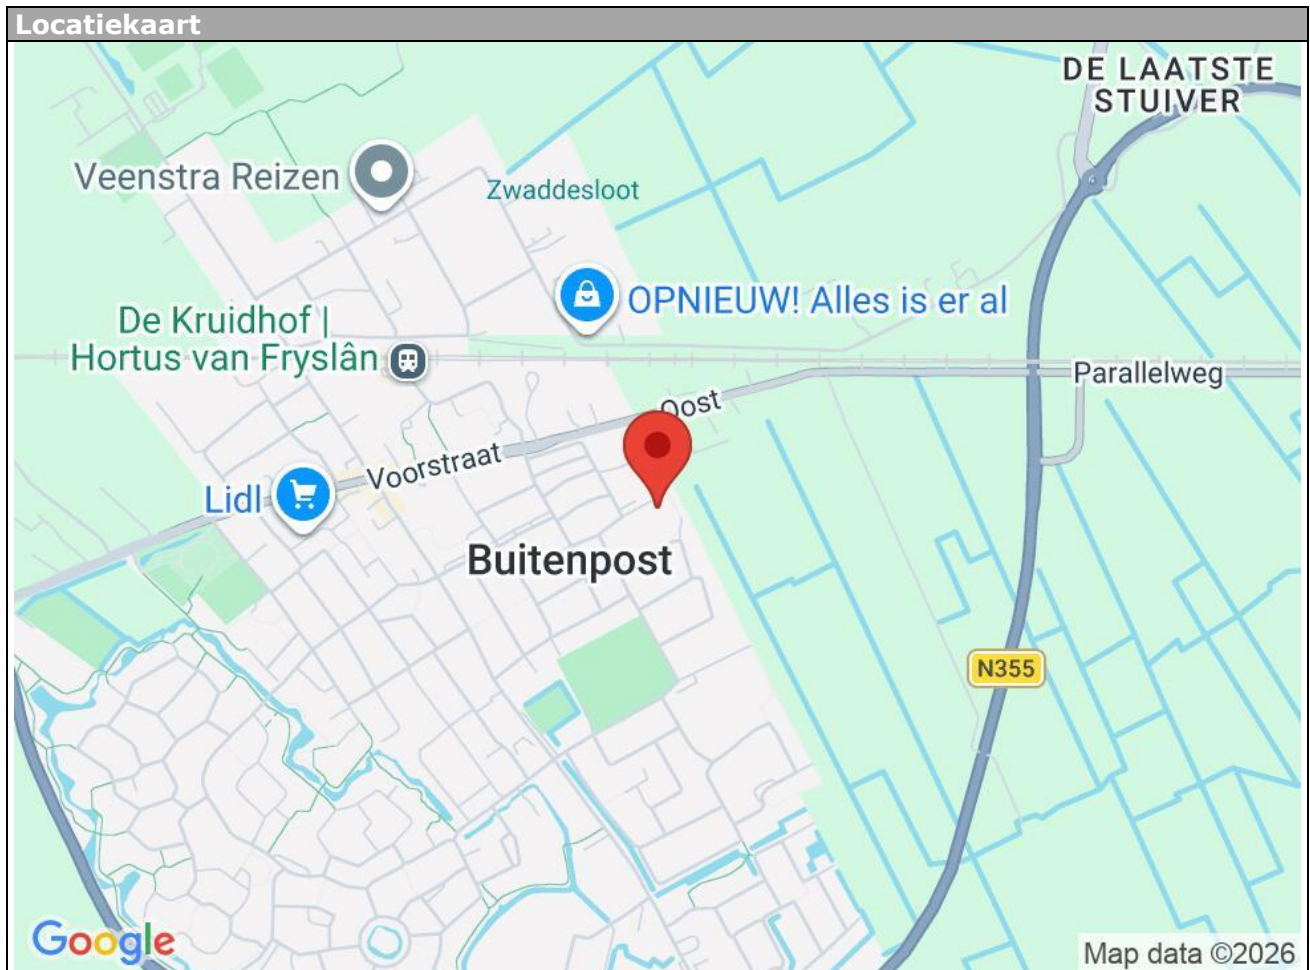 Locatiekaart
DE LAATSTE
STUIVER
Veenstra Reizen
Zwaddesloot
OPNIEUW! Alles is er al
De Kruidhof |
Hortus van Fryslân
Parallelweg
Oost
Voorstraat
Lidl
Buitenpost
N355
Google
Map data ©2026